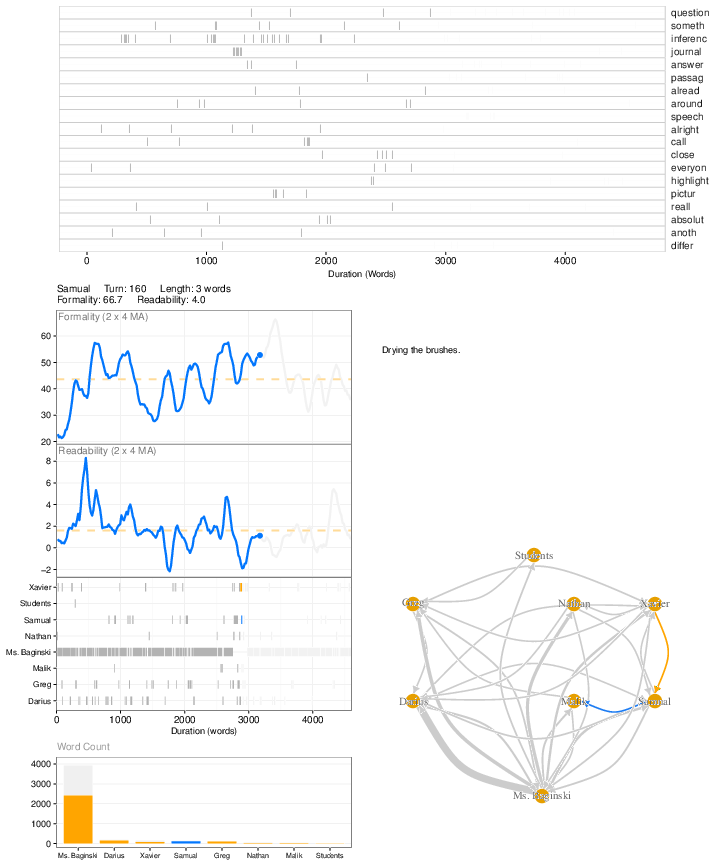 question
someth
inferenc
journal
answer
passag
alread
around
speech
alright
call
close
everyon
highlight
pictur
reall
absolut
anoth
differ
0 1000 2000 3000 4000
Duration (Words)
Samual Turn: 160 Length: 3 words
Formality: 66.7 Readability: 4.0
Formality (2 x 4 MA)
60
50
40
30
20
Drying the brushes.
Readability (2 x 4 MA)
8
6
4
2
0
−2
Xavier
Students
Samual
Nathan
Ms. Baginski
Malik
Greg
Darius
0 1000 2000 3000 4000
Duration (words)
Students
Greg Nathan Xavier
Darius Malik Samual
Ms. Baginski
Word Count
4000
3000
2000
1000
0
Ms. Baginski Darius Xavier Samual Greg Nathan Malik Students